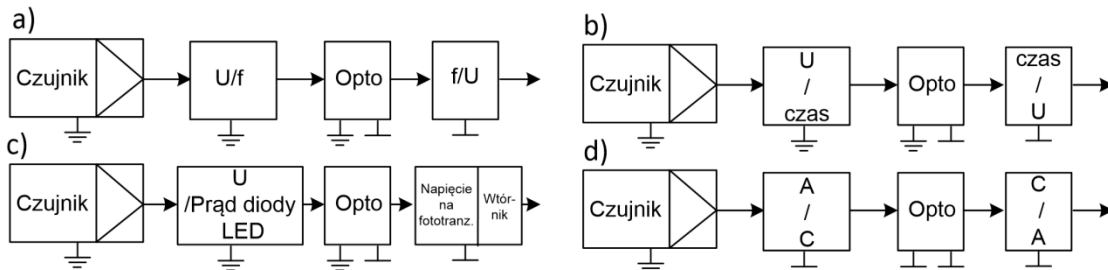 a)
Czujnik
U/f
Opto
f/U
b)
Czujnik
U
/
czas
Opto
czas
/
U
c)
Czujnik
U
/Prąd diody
LED
Opto
Napięcie
na
fototranz.
Wtór-
nik
d)
Czujnik
A
/
C
Opto
C
/
A